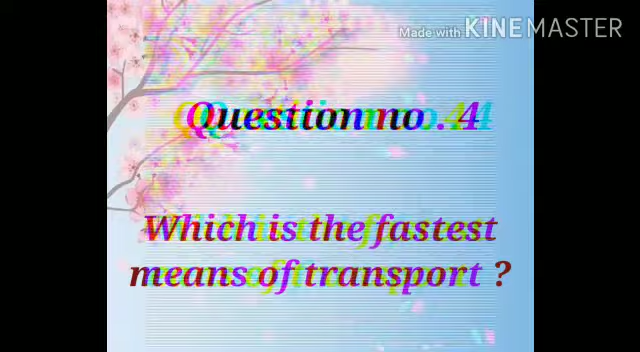 Made with KINEMASTER
Question no. 4
Which is the fastest
means of transport ?